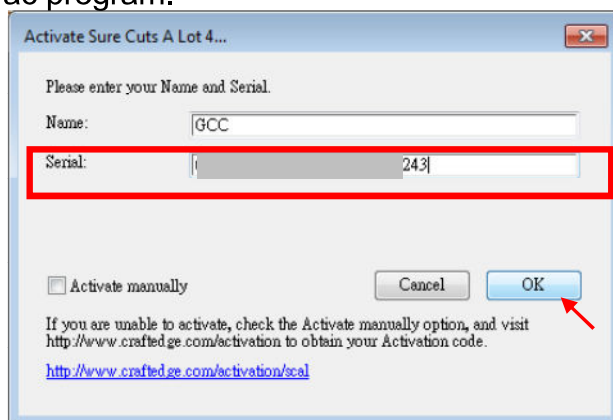 ac program.
Activate Sure Cuts A Lot 4...
Please enter your Name and Serial.
Name: GCC
Serial: 243
Activate manually Cancel OK
If you are unable to activate, check the Activate manually option, and visit
http://www.craftedge.com/activation to obtain your Activation code.
http://www.craftedge.com/activation/scal